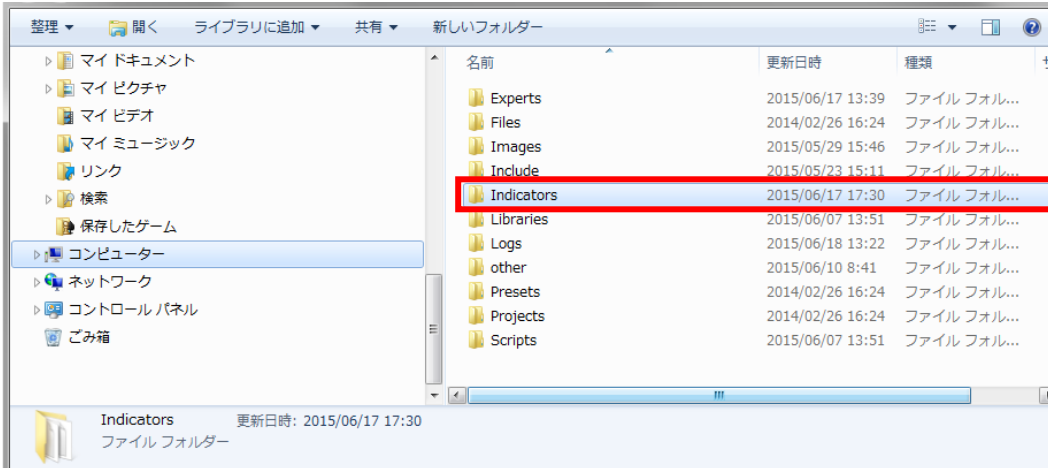 整理 開く ライブラリに追加 共有 新しいフォルダー
マイ ドキュメント
マイ ピクチャ
マイ ビデオ
マイ ミュージック
リンク
検索
保存したゲーム
コンピューター
ネットワーク
コントロール パネル
ごみ箱
名前 更新日時 種類
Experts 2015/06/17 13:39 ファイル フォル...
Files 2014/02/26 16:24 ファイル フォル...
Images 2015/05/29 15:46 ファイル フォル...
Include 2015/05/23 15:11 ファイル フォル...
Indicators 2015/06/17 17:30 ファイル フォル...
Libraries 2015/06/07 13:51 ファイル フォル...
Logs 2015/06/18 13:22 ファイル フォル...
other 2015/06/10 8:41 ファイル フォル...
Presets 2014/02/26 16:24 ファイル フォル...
Projects 2014/02/26 16:24 ファイル フォル...
Scripts 2015/06/07 13:51 ファイル フォル...
Indicators 更新日時: 2015/06/17 17:30
ファイル フォルダー